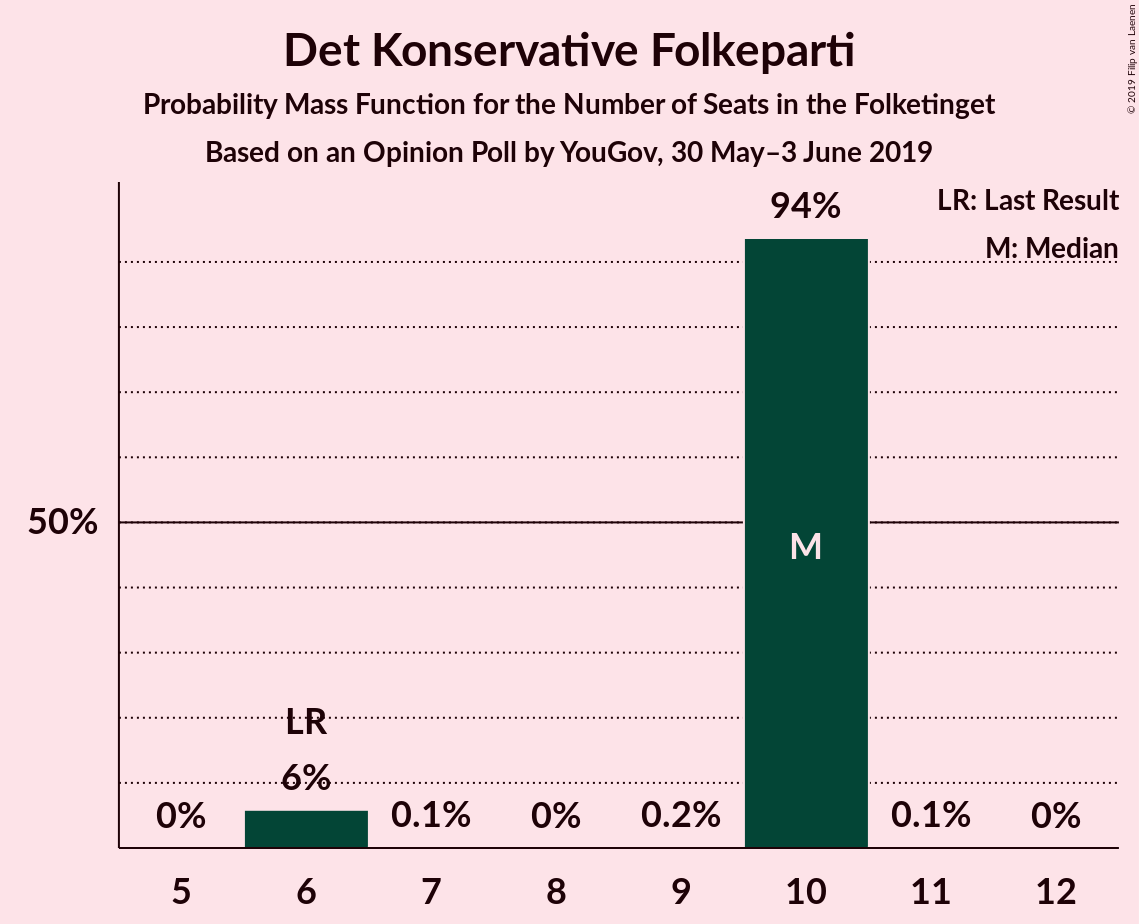 Det Konservative Folkeparti
Probability Mass Function for the Number of Seats in the Folketinget
Based on an Opinion Poll by YouGov, 30 May–3 June 2019
© 2019 Filip van Laenen
LR: Last Result
M: Median
94%
50%
M
LR
6%
0%
0.1%
0%
0.2%
0.1%
0%
5 6 7 8 9 10 11 12